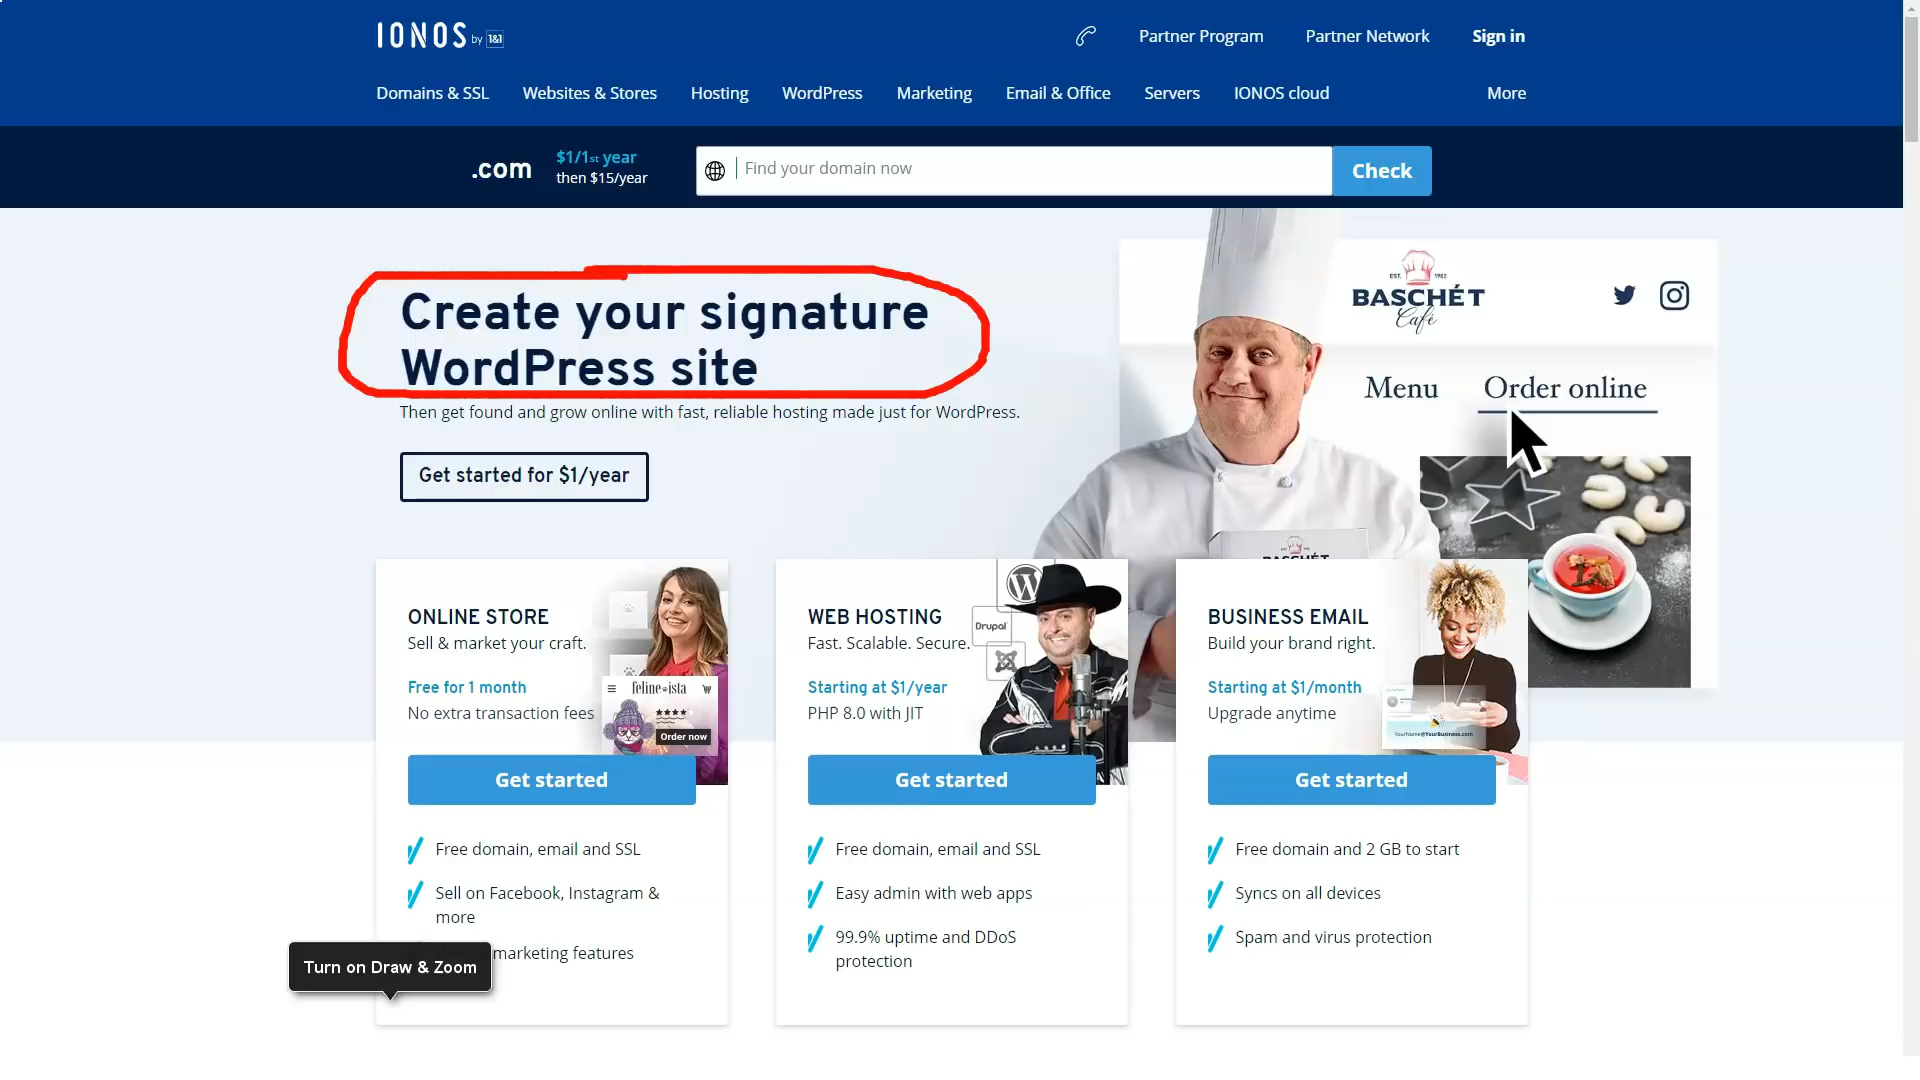 IONOS by 1&1
Partner Program
Partner Network
Sign in
Domains & SSL
Websites & Stores
Hosting
WordPress
Marketing
Email & Office
Servers
IONOS cloud
More
.com
$1/1st year
then $15/year
Find your domain now
Check
Create your signature
WordPress site
Then get found and grow online with fast, reliable hosting made just for WordPress.
Get started for $1/year
EST. 1982
BASCHÉT
Café
Menu
Order online
BASCHÉT
ONLINE STORE
Sell & market your craft.
Free for 1 month
No extra transaction fees
feline ista
Order now
Get started
Free domain, email and SSL
Sell on Facebook, Instagram &
more
marketing features
WEB HOSTING
Fast. Scalable. Secure.
Starting at $1/year
PHP 8.0 with JIT
Drupal
Get started
Free domain, email and SSL
Easy admin with web apps
99.9% uptime and DDoS
protection
BUSINESS EMAIL
Build your brand right.
Starting at $1/month
Upgrade anytime
YourName@YourBusiness.com
Get started
Free domain and 2 GB to start
Syncs on all devices
Spam and virus protection
Turn on Draw & Zoom